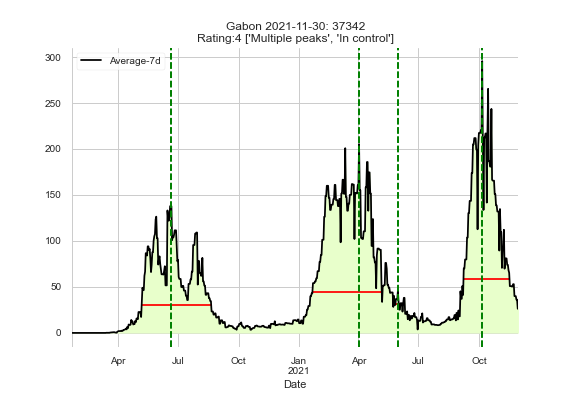 Gabon 2021-11-30: 37342
Rating:4 ['Multiple peaks', 'In control']
300
Average-7d
250
200
150
100
50
0
Apr
Jul
Oct
Jan
Apr
Jul
Oct
2021
Date